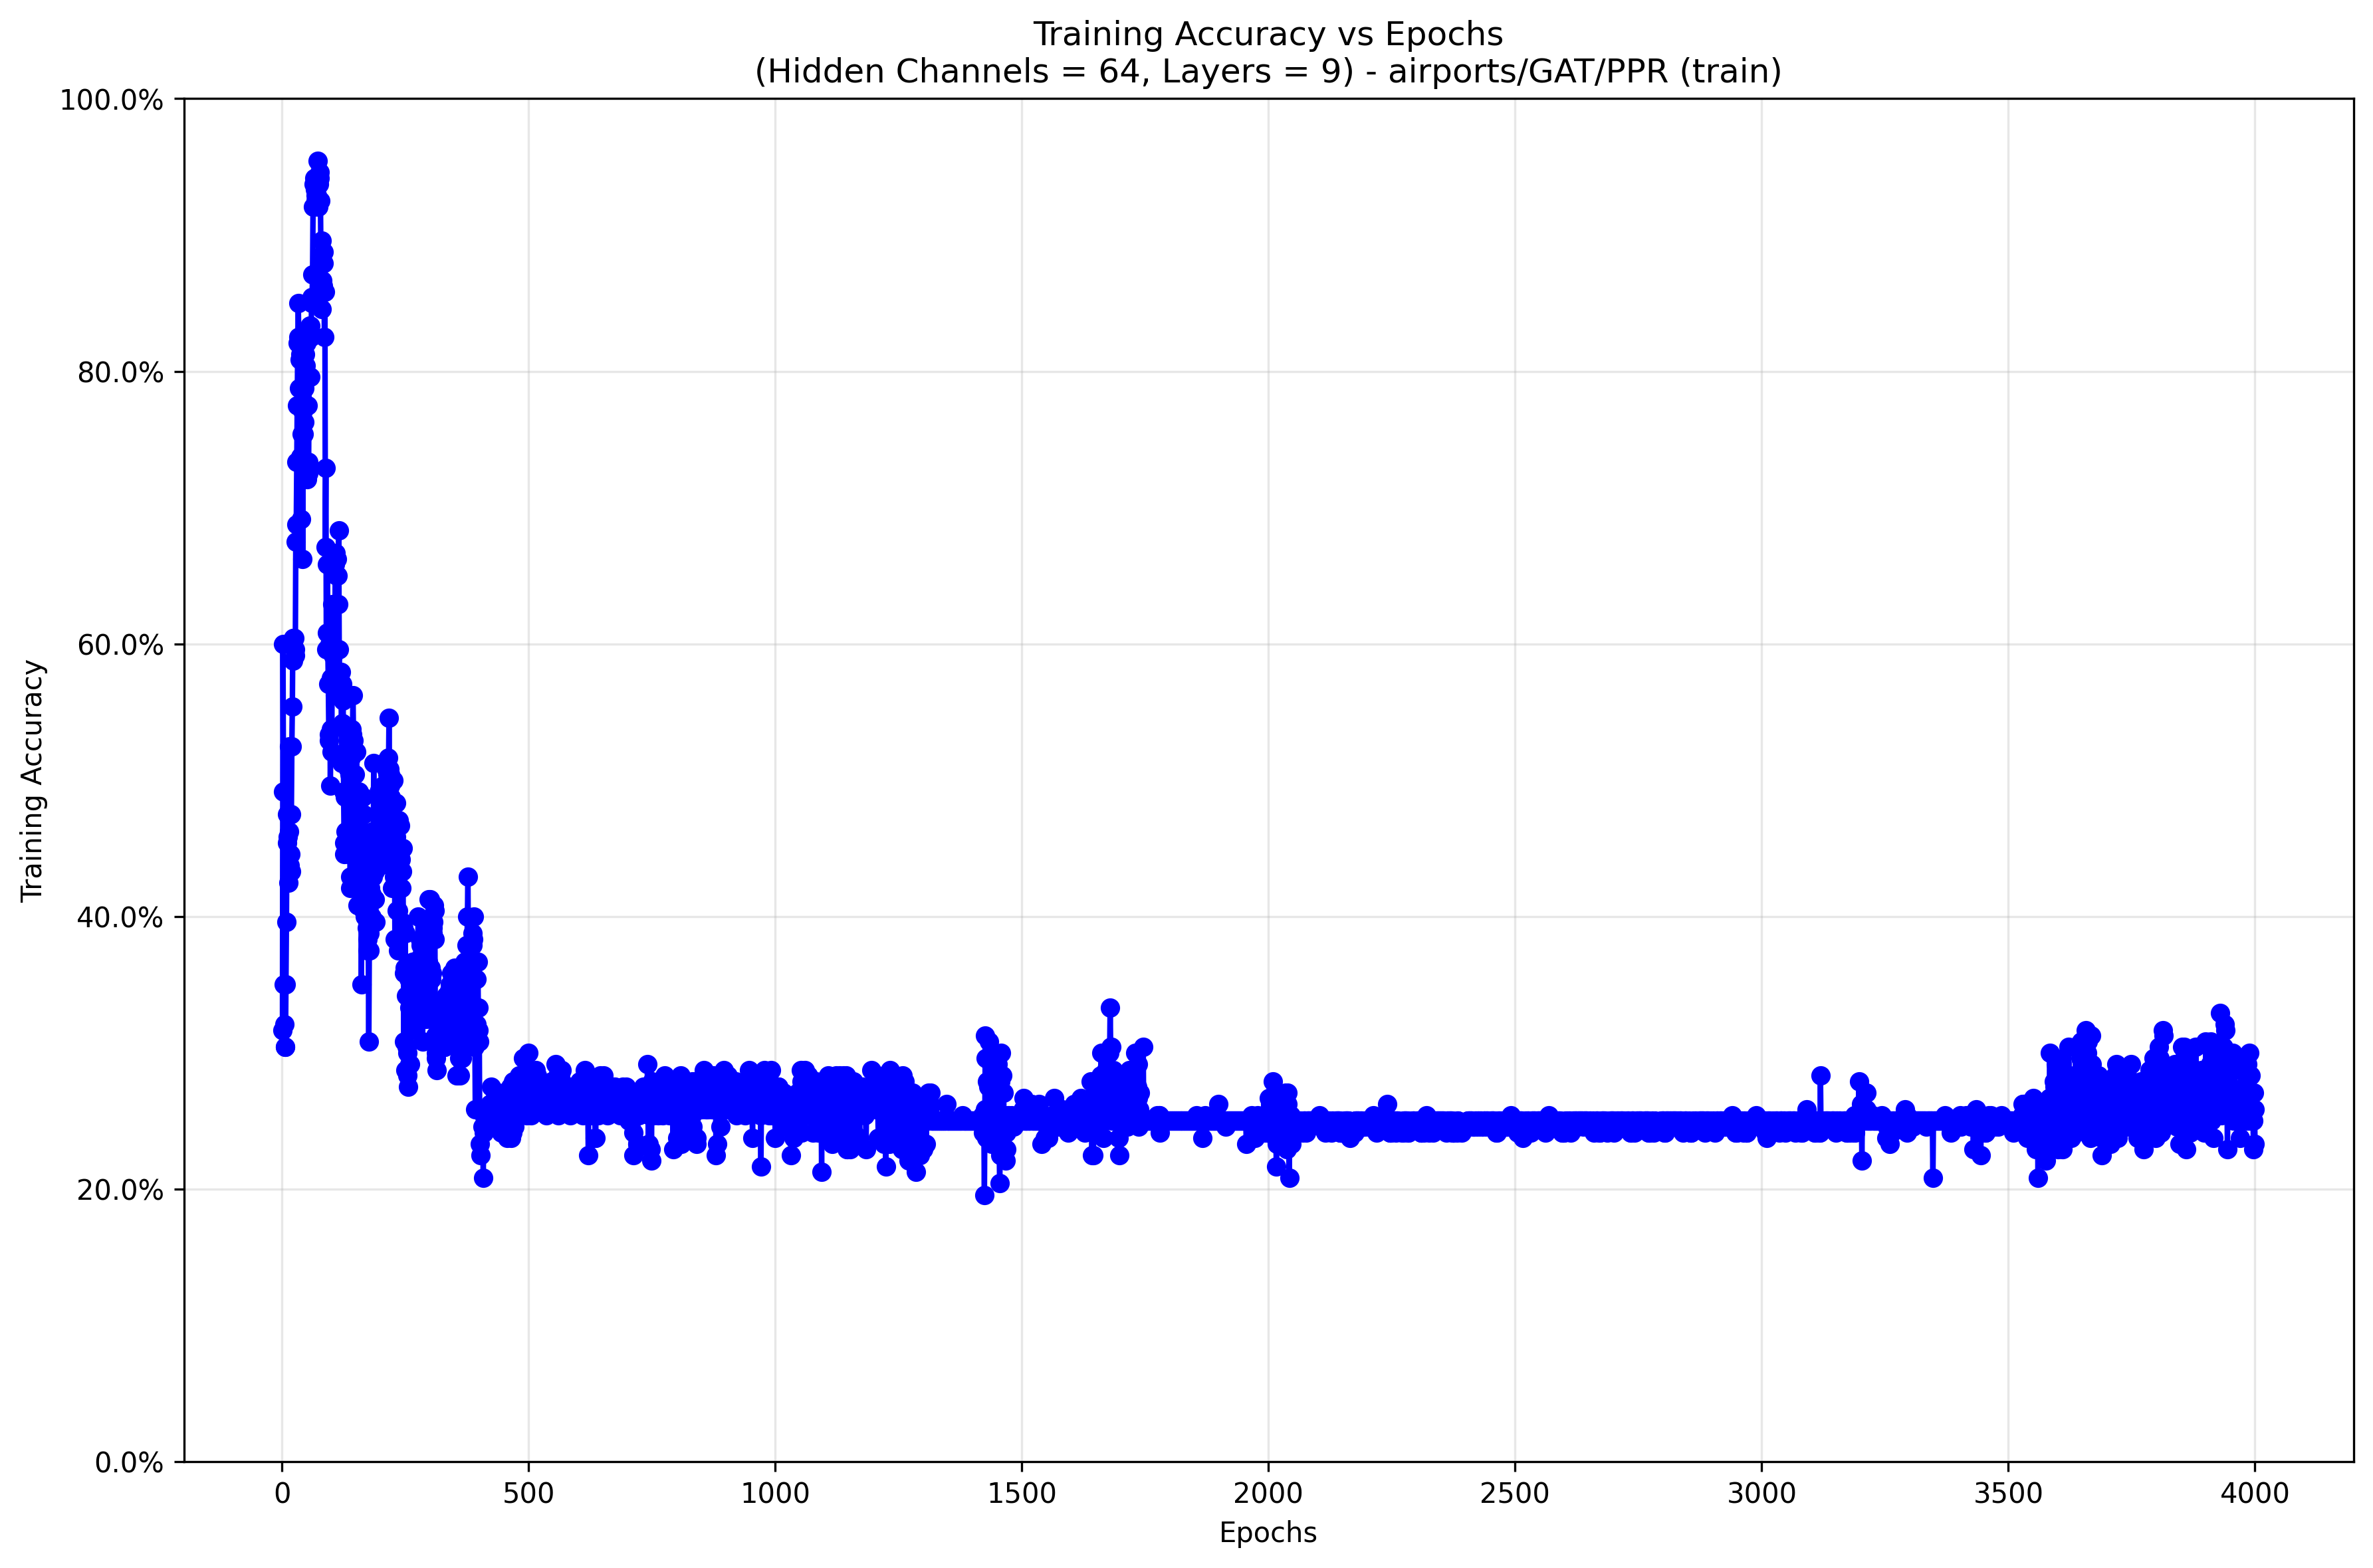 Training Accuracy vs Epochs
(Hidden Channels = 64, Layers = 9) - airports/GAT/PPR (train)
100.0%
80.0%
60.0%
40.0%
20.0%
0.0%
Training Accuracy
0 500 1000 1500 2000 2500 3000 3500 4000
Epochs